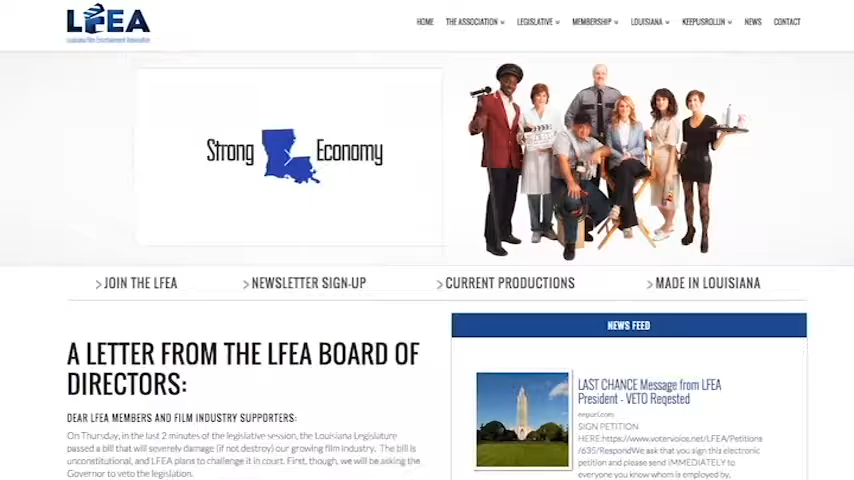 LFEA
Louisiana Film Entertainment Association
HOME THE ASSOCIATION LEGISLATIVE MEMBERSHIP LOUISIANA KEEPUSROLLIN NEWS CONTACT
Strong Economy
> JOIN THE LFEA > NEWSLETTER SIGN-UP > CURRENT PRODUCTIONS > MADE IN LOUISIANA
A LETTER FROM THE LFEA BOARD OF
DIRECTORS:
DEAR LFEA MEMBERS AND FILM INDUSTRY SUPPORTERS:
On Thursday, in the last 2 minutes of the legislative session, the Louisiana Legislature
passed a bill that will severely damage (if not destroy) our growing film industry. The bill is
unconstitutional, and LFEA plans to challenge it in court. First, though, we will be asking the
Governor to veto the legislation.
NEWS FEED
LAST CHANCE Message from LFEA
President - VETO Reqested
eepurl.com
SIGN PETITION
HERE:https://www.votervoice.net/LFEA/Petitions
/635/RespondWe ask that you sign this electronic
petition and please send IMMEDIATELY to
everyone you know whom is employed by,